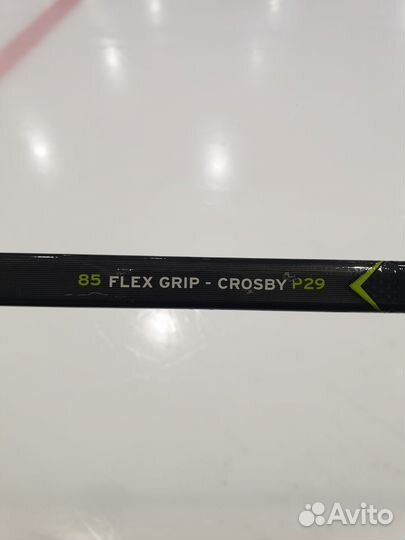 85 FLEX GRIP - CROSBY P29
Avito